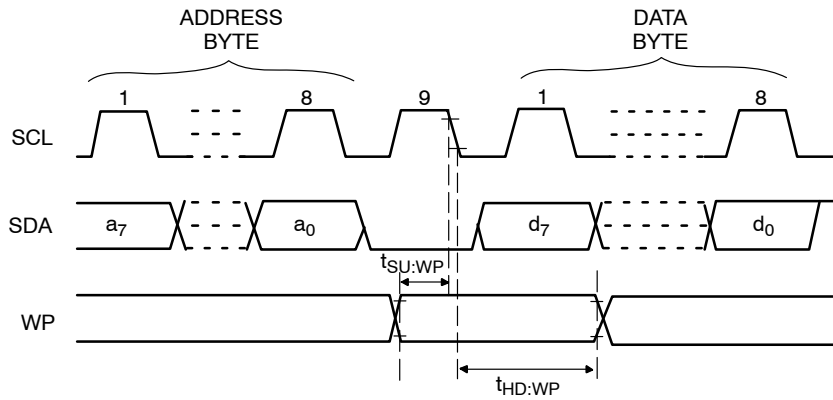 ADDRESS
BYTE
DATA
BYTE
1
8
9
1
8
SCL
SDA
a7
a0
d7
d0
tSU:WP
WP
tHD:WP